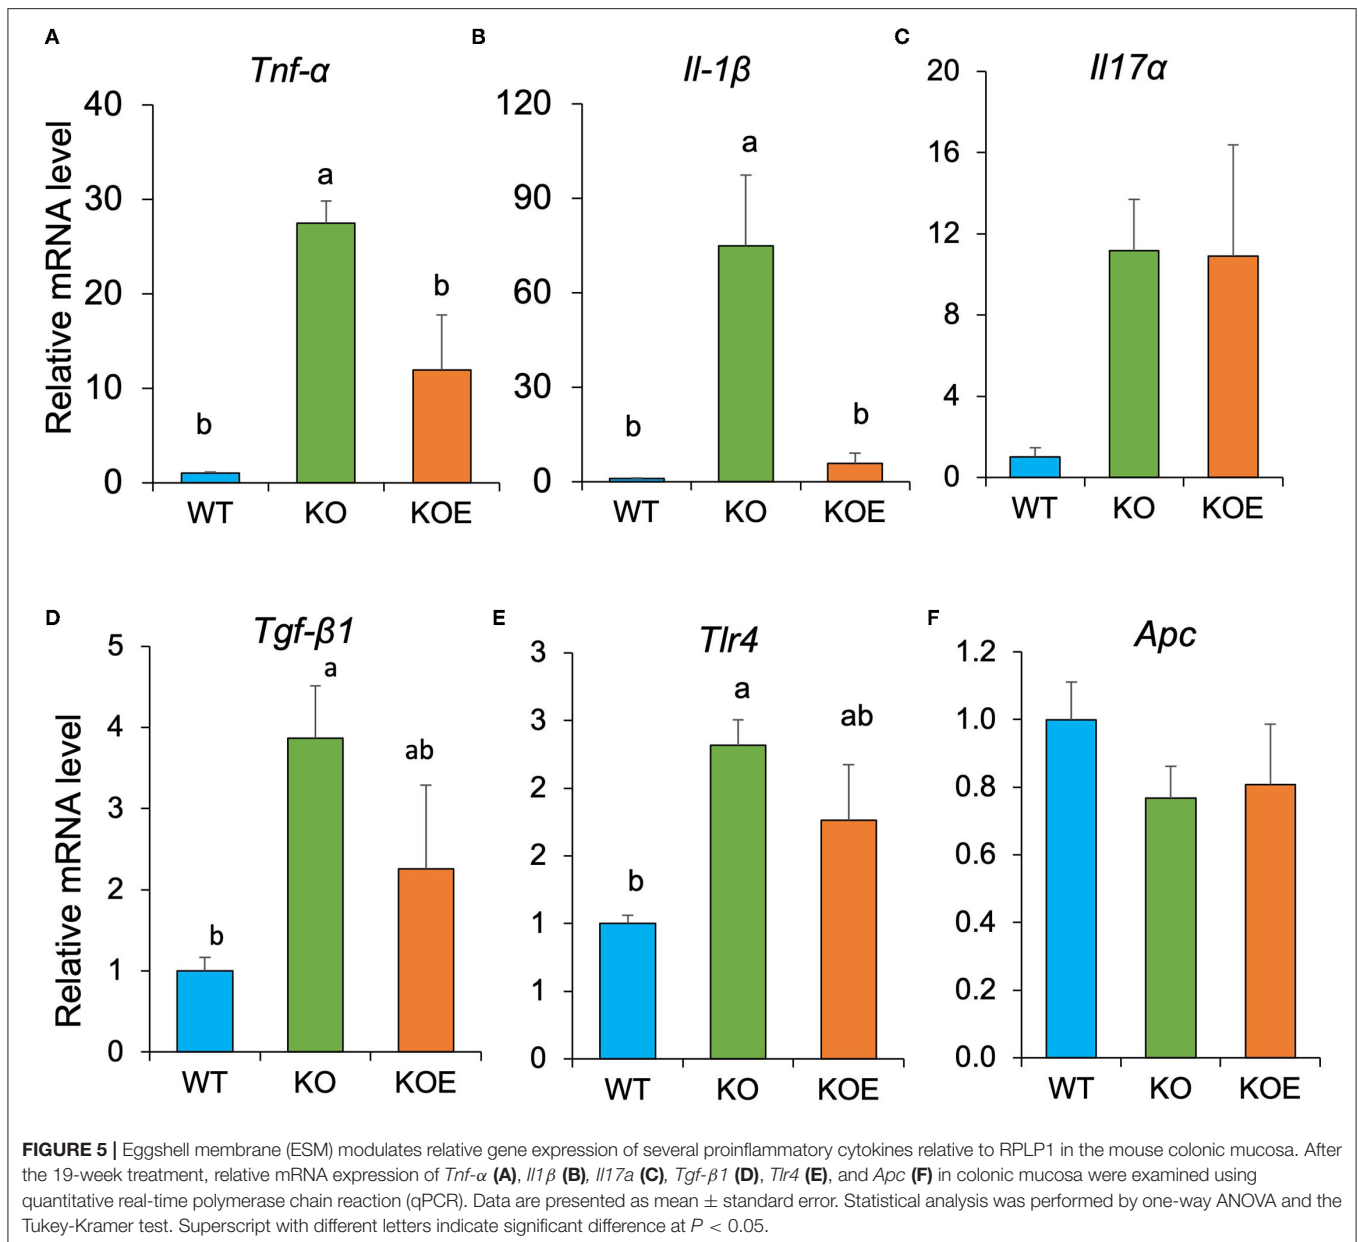 A
Tnf-α
Relative mRNA level
40
30
20
10
0
b
a
b
WT
KO
KOE
B
Il-1β
120
90
60
30
0
b
a
b
WT
KO
KOE
C
Il17α
20
16
12
8
4
0
WT
KO
KOE
D
Tgf-β1
Relative mRNA level
5
4
3
2
1
0
b
a
ab
WT
KO
KOE
E
Tlr4
3
3
2
2
1
1
0
b
a
ab
WT
KO
KOE
F
Apc
1.2
1.0
0.8
0.6
0.4
0.2
0.0
WT
KO
KOE
FIGURE 5 | Eggshell membrane (ESM) modulates relative gene expression of several proinflammatory cytokines relative to RPLP1 in the mouse colonic mucosa. After
the 19-week treatment, relative mRNA expression of Tnf-α (A), Il1β (B), Il17a (C), Tgf-β1 (D), Tlr4 (E), and Apc (F) in colonic mucosa were examined using
quantitative real-time polymerase chain reaction (qPCR). Data are presented as mean ± standard error. Statistical analysis was performed by one-way ANOVA and the
Tukey-Kramer test. Superscript with different letters indicate significant difference at P < 0.05.